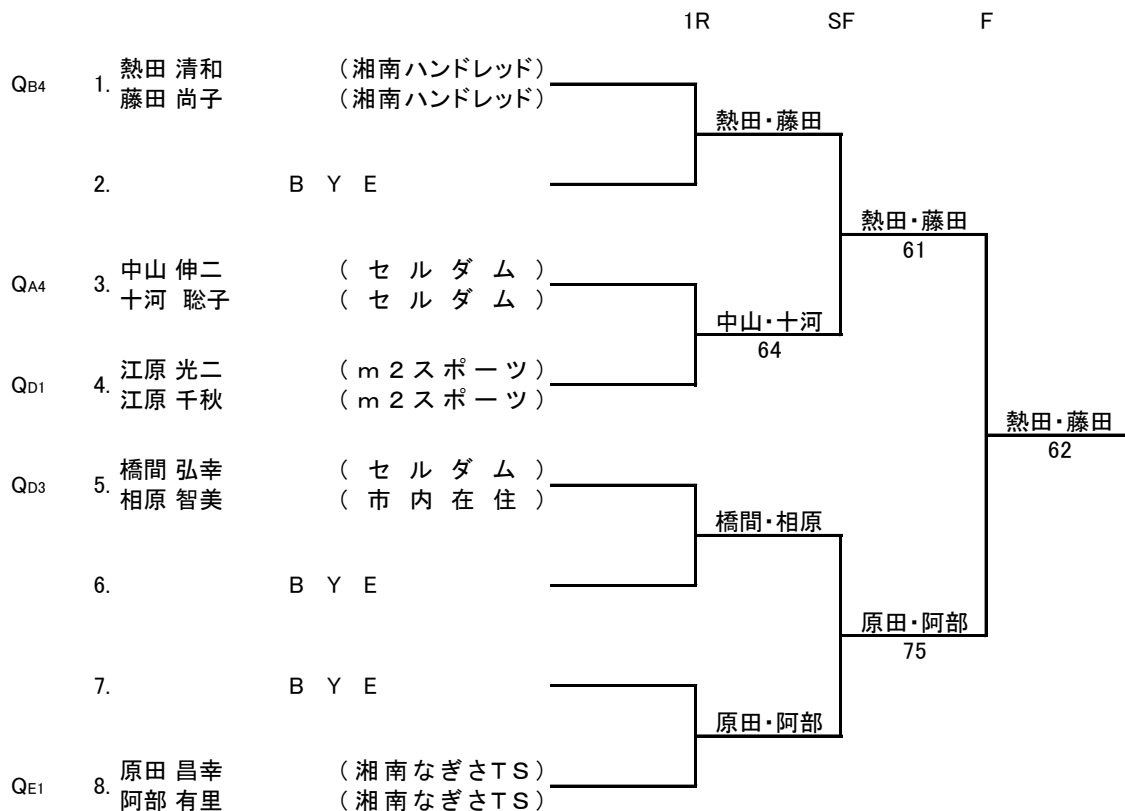 1R SF F
QB4 1. 熱田 清和 (湘南ハンドレッド)
藤田 尚子 (湘南ハンドレッド)
熱田・藤田
2. B Y E
熱田・藤田
61
QA4 3. 中山 伸二 ( セ ル ダ ム )
十河 聡子 ( セ ル ダ ム )
中山・十河
64
QD1 4. 江原 光二 ( m 2 ス ポ ー ツ )
江原 千秋 ( m 2 ス ポ ー ツ )
熱田・藤田
62
QD3 5. 橋間 弘幸 ( セ ル ダ ム )
相原 智美 ( 市 内 在 住 )
橋間・相原
6. B Y E
原田・阿部
75
7. B Y E
原田・阿部
QE1 8. 原田 昌幸 (湘南なぎさTS)
阿部 有里 (湘南なぎさTS)